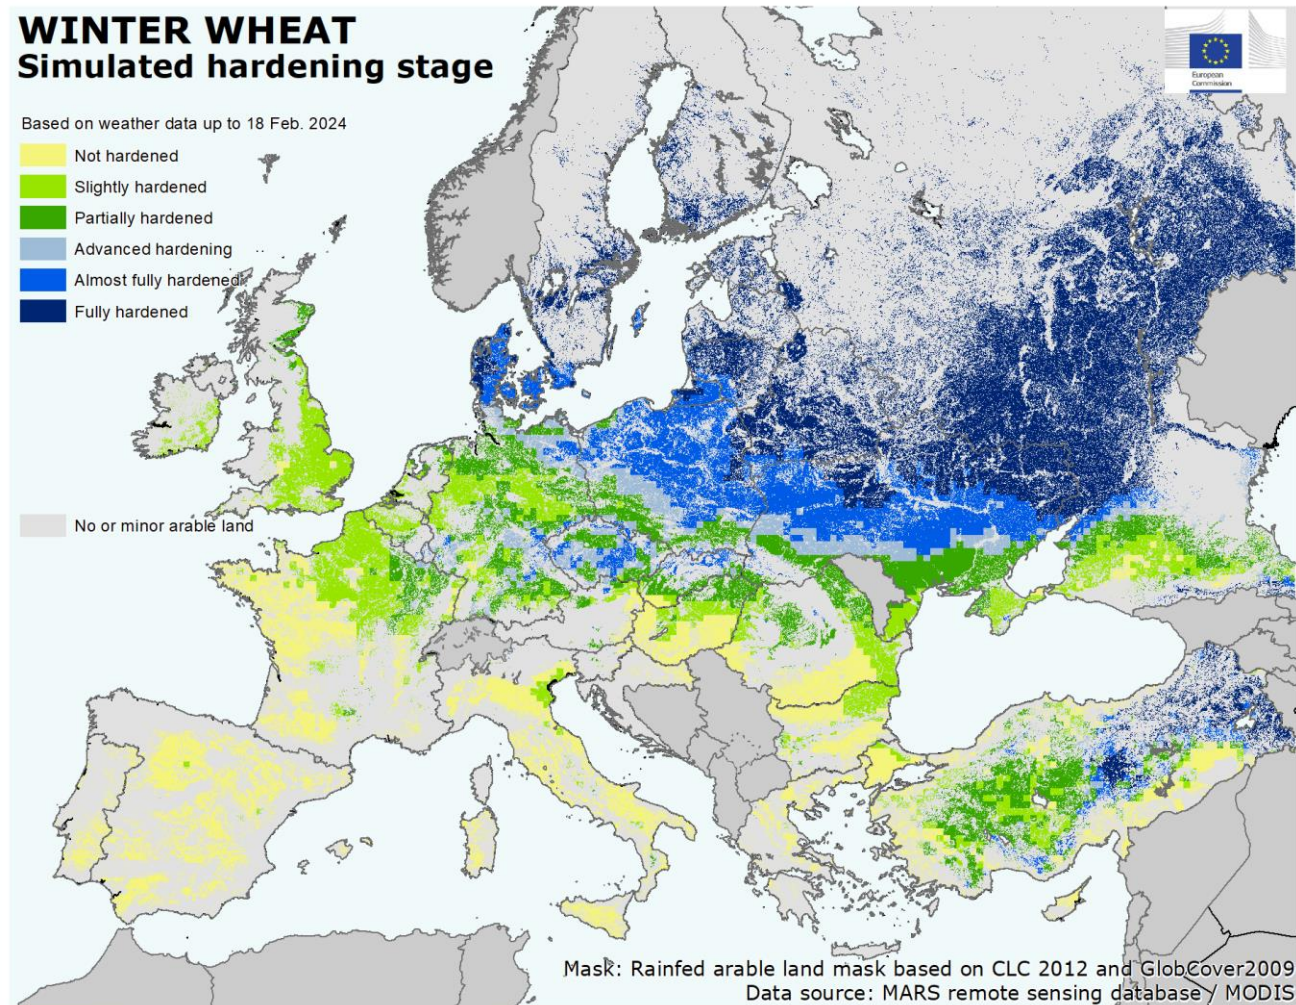 WINTER WHEAT
Simulated hardening stage
Based on weather data up to 18 Feb. 2024
Not hardened
Slightly hardened
Partially hardened
Advanced hardening
Almost fully hardened
Fully hardened
No or minor arable land
European
Commission
Mask: Rainfed arable land mask based on CLC 2012 and GlobCover2009
Data source: MARS remote sensing database / MODIS